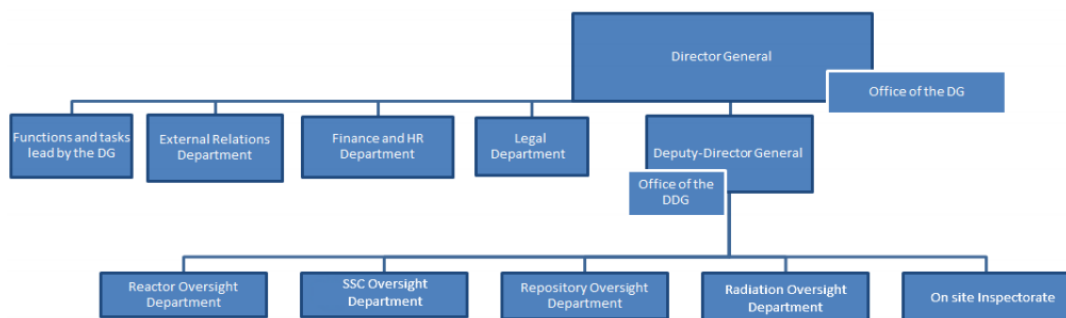 Director General
Office of the DG
Functions and tasks
lead by the DG
External Relations
Department
Finance and HR
Department
Legal
Department
Deputy-Director General
Office of the
DDG
Reactor Oversight
Department
SSC Oversight
Department
Repository Oversight
Department
Radiation Oversight
Department
On site Inspectorate